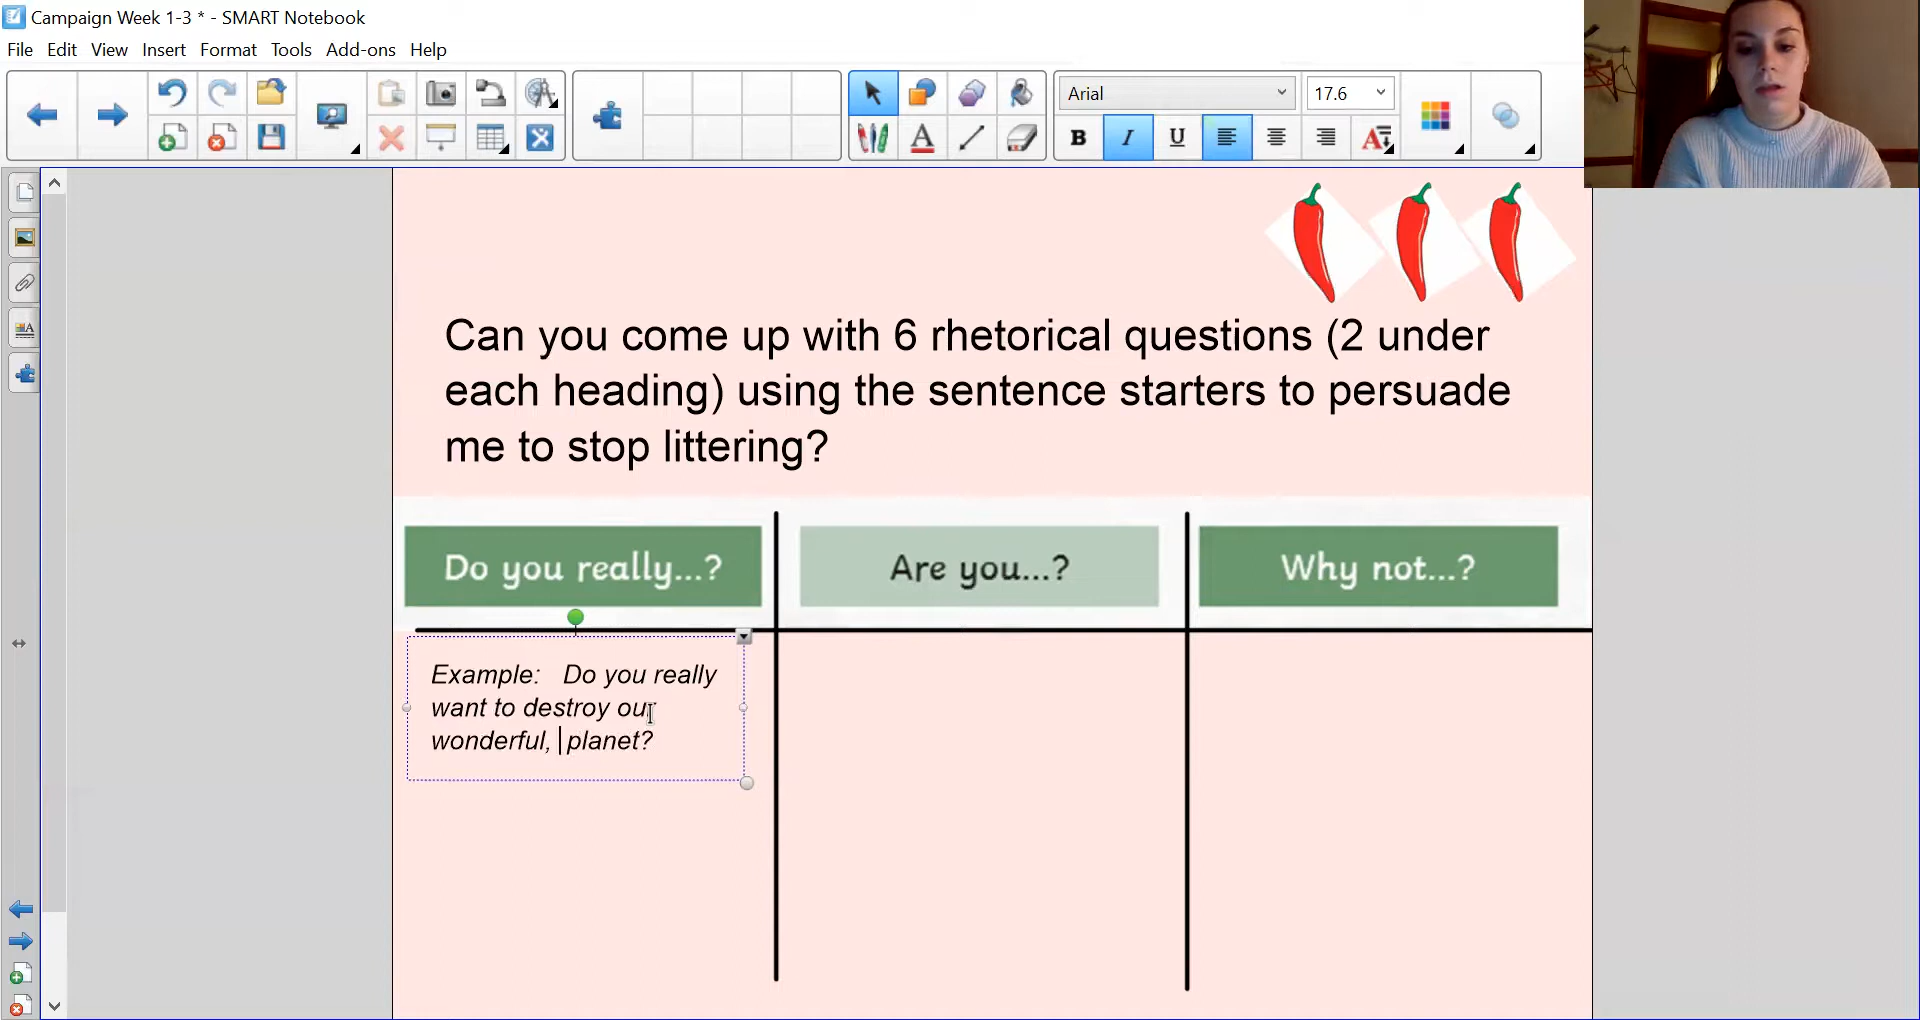 Campaign Week 1-3 * - SMART Notebook
File Edit View Insert Format Tools Add-ons Help
Arial 17.6
B I U A
Can you come up with 6 rhetorical questions (2 under
each heading) using the sentence starters to persuade
me to stop littering?
Do you really...? Are you...? Why not...?
Example: Do you really
want to destroy our
wonderful, planet?